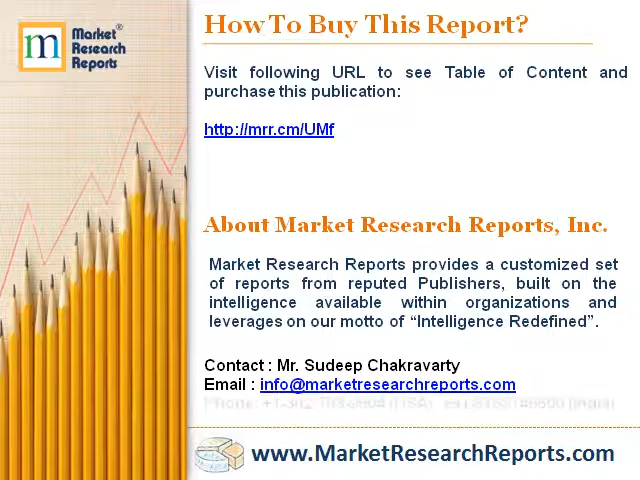 m
Market®
Research
Reports
How To Buy This Report?
Visit following URL to see Table of Content and
purchase this publication:
http://mrr.cm/UMf
About Market Research Reports, Inc.
Market Research Reports provides a customized set
of reports from reputed Publishers, built on the
intelligence available within organizations and
leverages on our motto of “Intelligence Redefined”.
Contact : Mr. Sudeep Chakravarty
Email : info@marketresearchreports.com
Phone:
www.MarketResearchReports.com